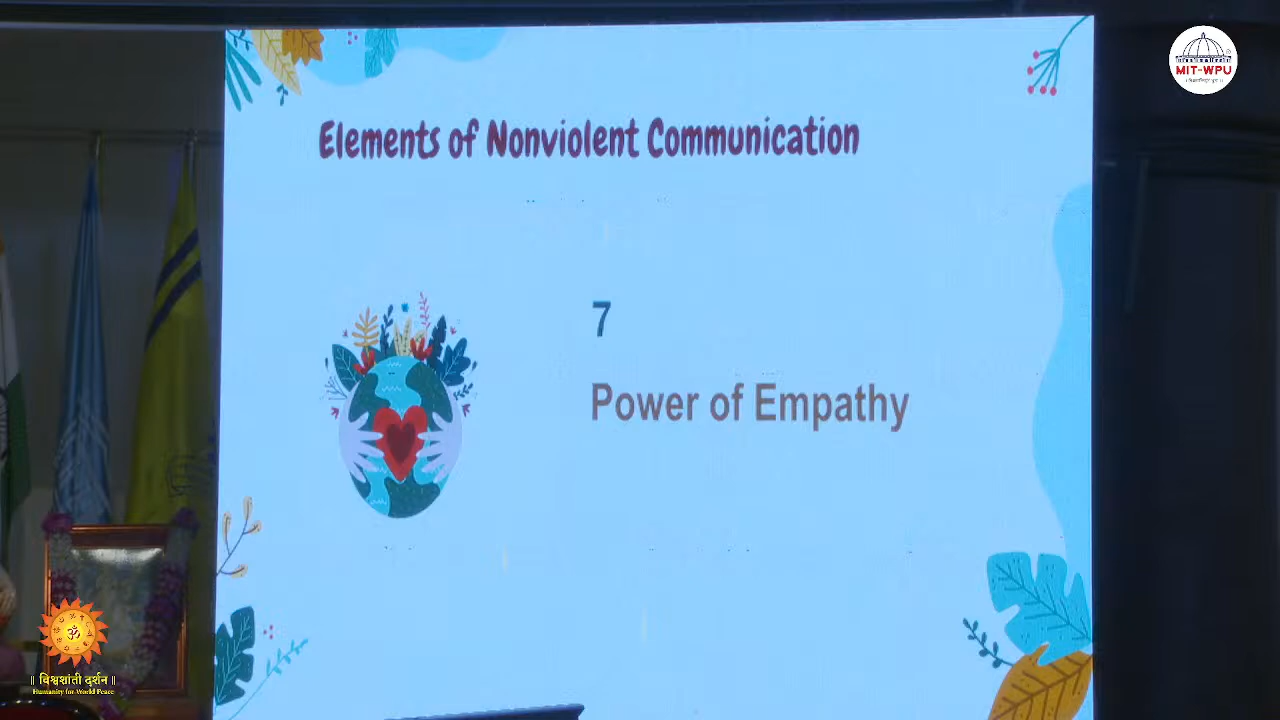 MIT-WPU
Elements of Nonviolent Communication
7
Power of Empathy
ॐ
॥ विश्वशांती दर्शन ॥
Humanity for World Peace